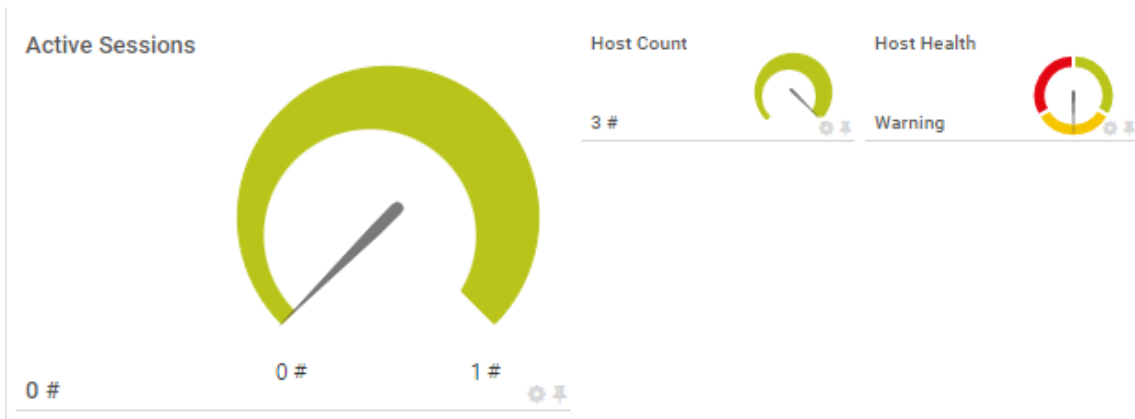 Active Sessions
0 #
1 #
0 #
Host Count
3 #
Host Health
Warning